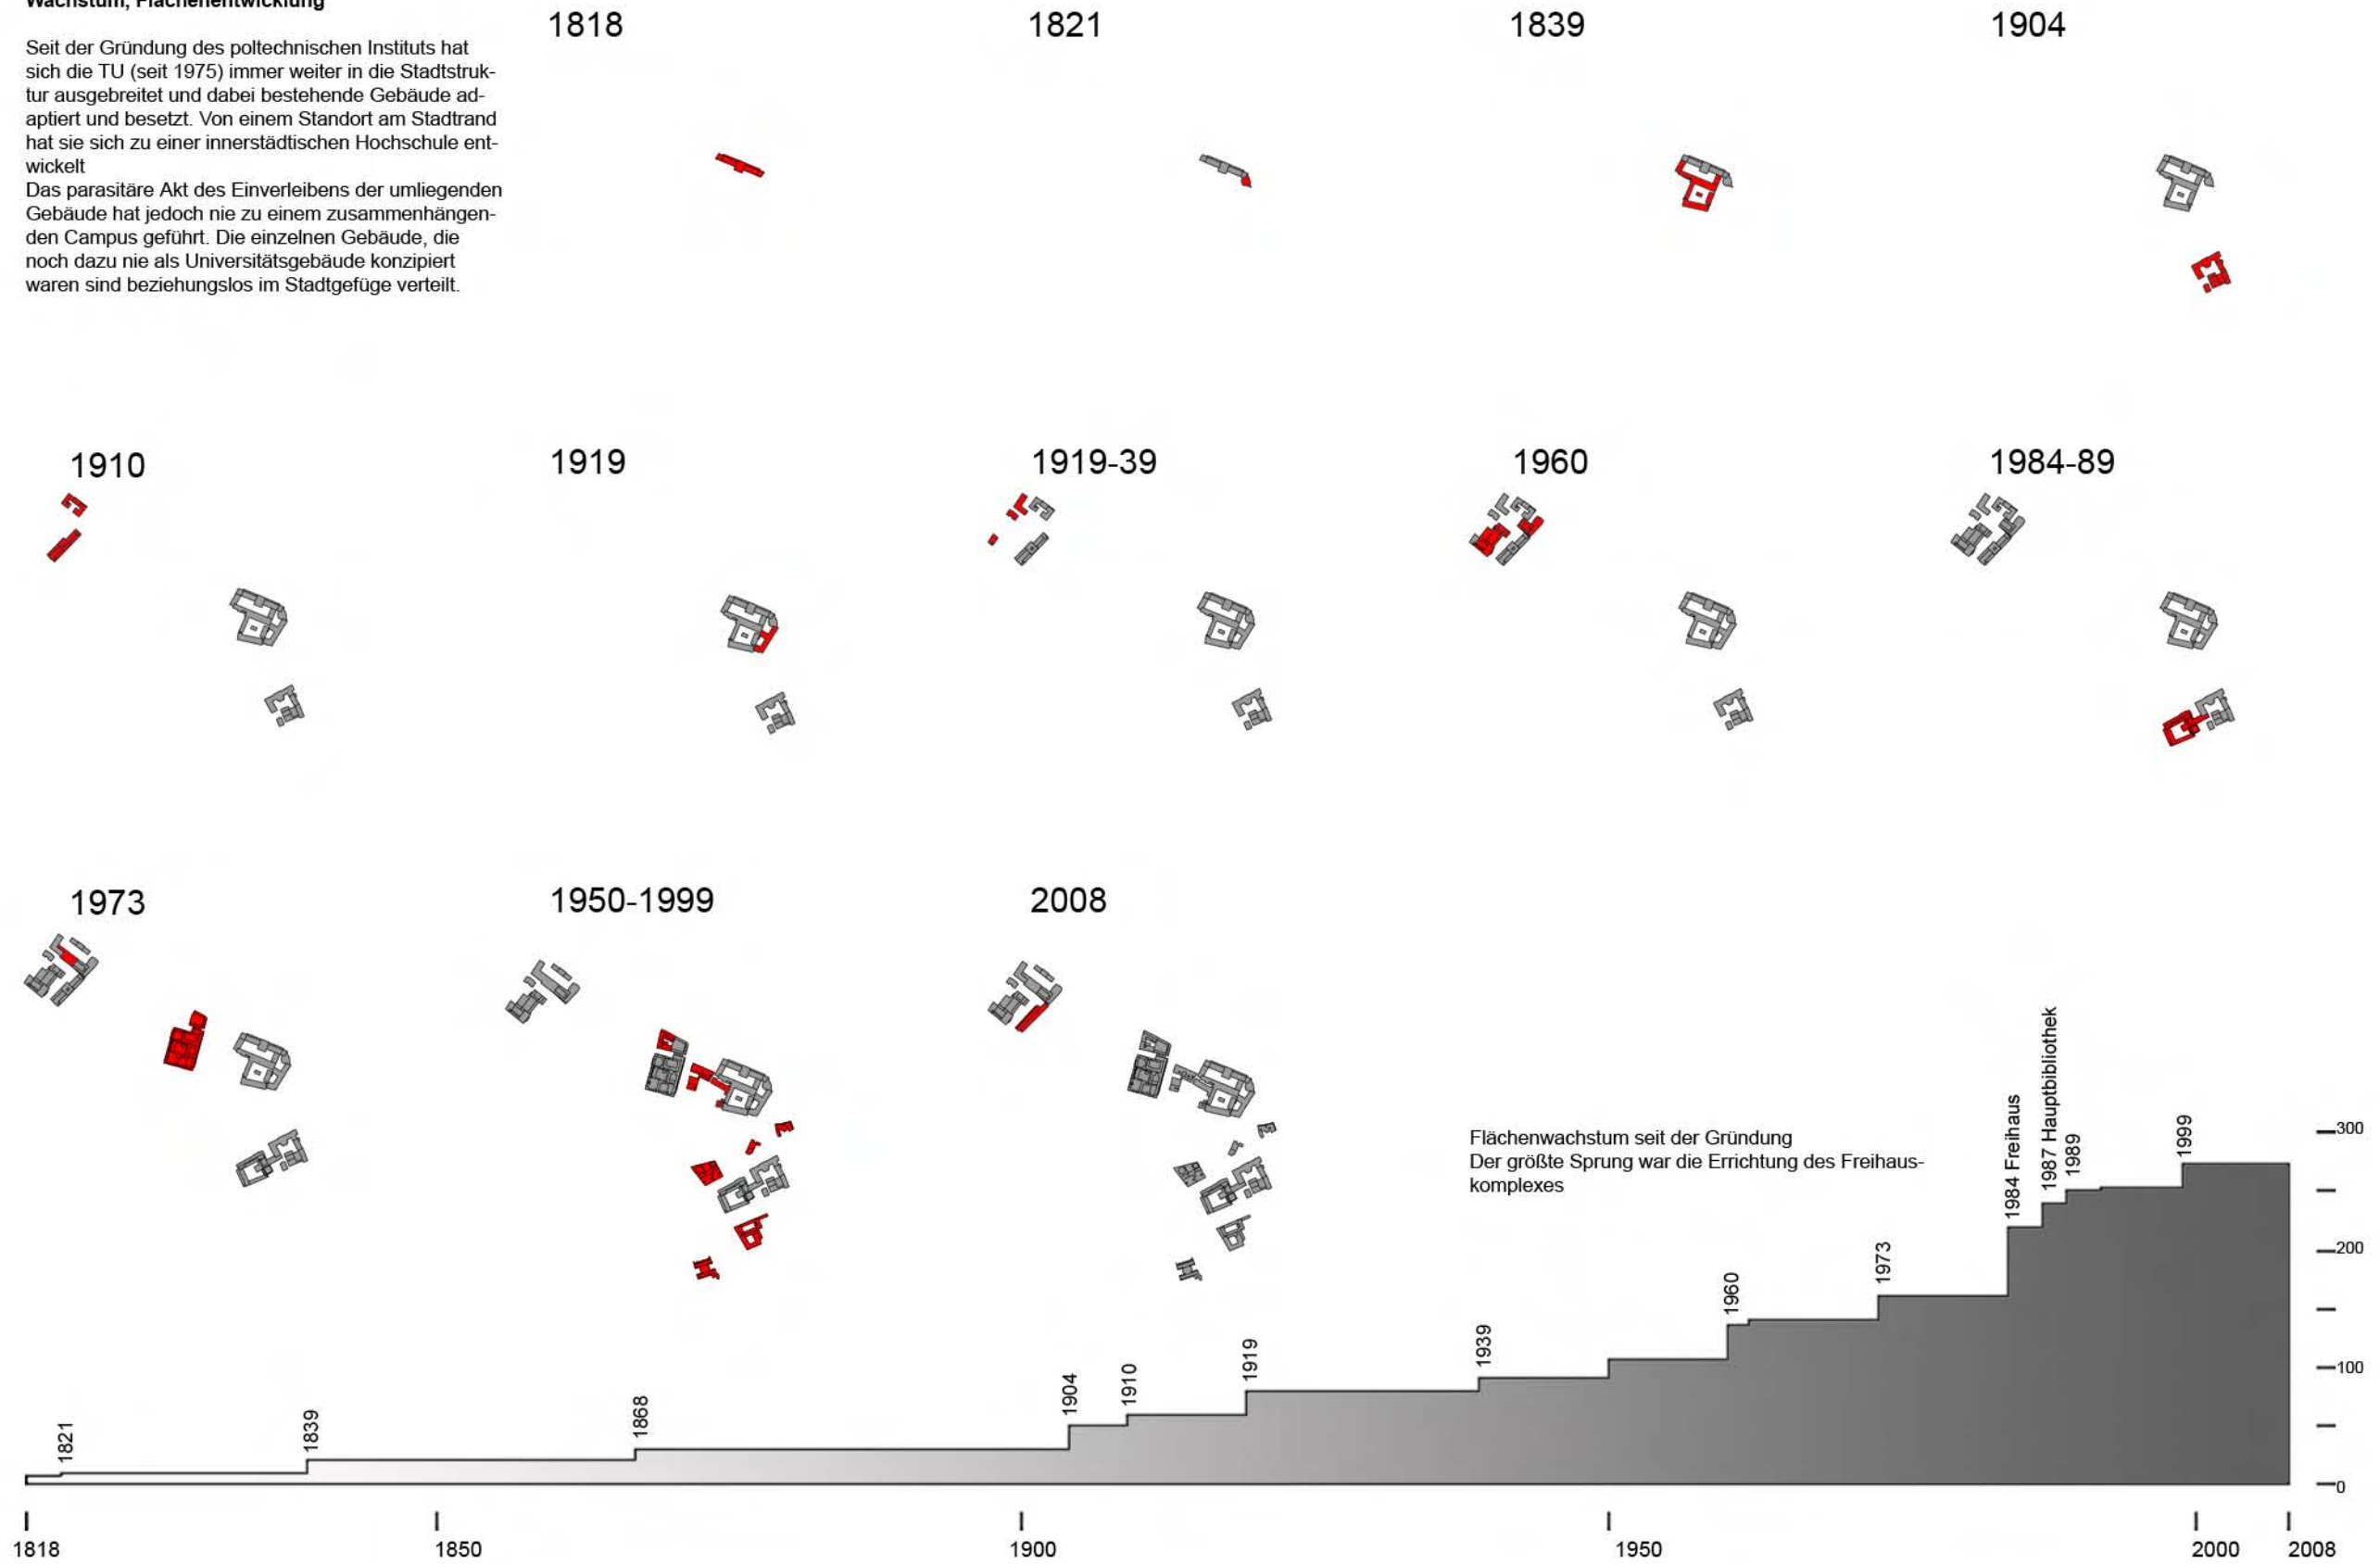 Wachstum, Flächenentwicklung
Seit der Gründung des poltechnischen Instituts hat
sich die TU (seit 1975) immer weiter in die Stadtstruk-
tur ausgebreitet und dabei bestehende Gebäude ad-
aptiert und besetzt. Von einem Standort am Stadtrand
hat sie sich zu einer innerstädtischen Hochschule ent-
wickelt
Das parasitäre Akt des Einverleibens der umliegenden
Gebäude hat jedoch nie zu einem zusammenhängen-
den Campus geführt. Die einzelnen Gebäude, die
noch dazu nie als Universitätsgebäude konzipiert
waren sind beziehungslos im Stadtgefüge verteilt.
1818
1821
1839
1904
1910
1919
1919-39
1960
1984-89
1973
1950-1999
2008
Flächenwachstum seit der Gründung
Der größte Sprung war die Errichtung des Freihaus-
komplexes
1821
1839
1868
1904
1910
1919
1939
1960
1973
1984 Freihaus
1987 Hauptbibliothek
1989
1999
300
200
100
0
1818
1850
1900
1950
2000
2008